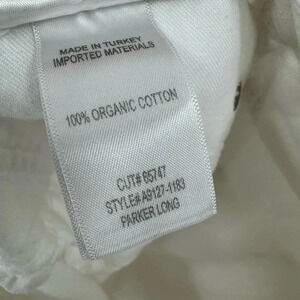 MADE IN TURKEY
IMPORTED MATERIALS
100% ORGANIC COTTON
CUT# 65747
STYLE# A9127-1183
PARKER LONG